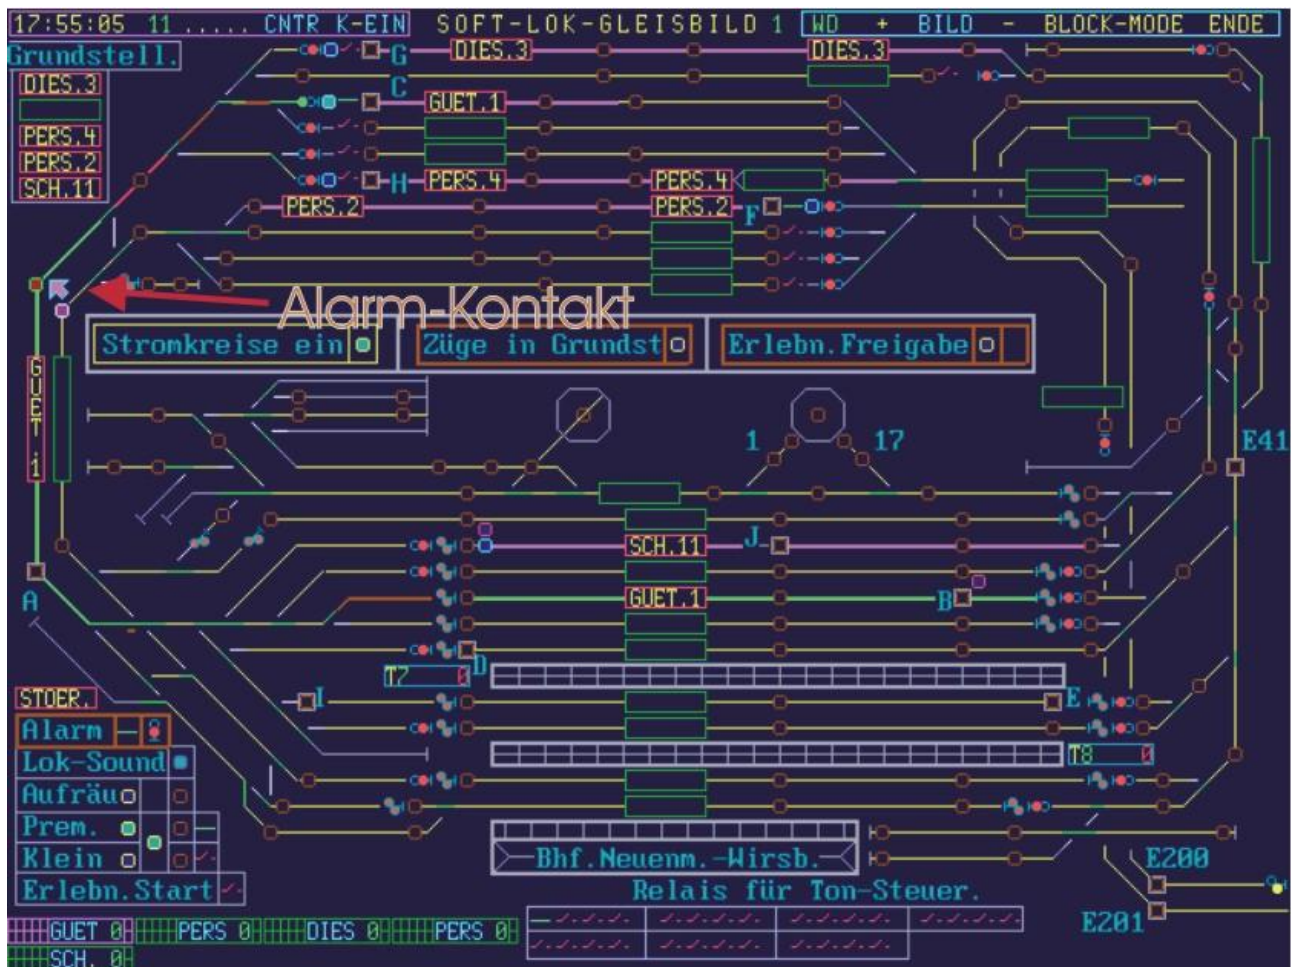 17:55:05 11 ..... CNTR K-EIN SOFT-LOK-GLEISBILD 1 WD + BILD - BLOCK-MODE ENDE
Grundstell.
G DIES.3 DIES.3
DIES.3
C
GUET.1
PERS.4
PERS.2
H PERS.4 PERS.4
SCH.11
PERS.2 PERS.2
F
Alarm-Kontakt
Stromkreise ein Züge in Grundst Erlebn.Freigabe
GUET.1
1 17 E41
SCH.11 J
A GUET.1 B
D
T7 0
STOER. I E
Alarm
T8 0
Lok-Sound
Aufräu
Prem.
Klein Bhf.Neuenm.-Wirsb. E200
Erlebn.Start Relais für Ton-Steuer.
E201
GUET 0 PERS 0 DIES 0 PERS 0
SCH. 0